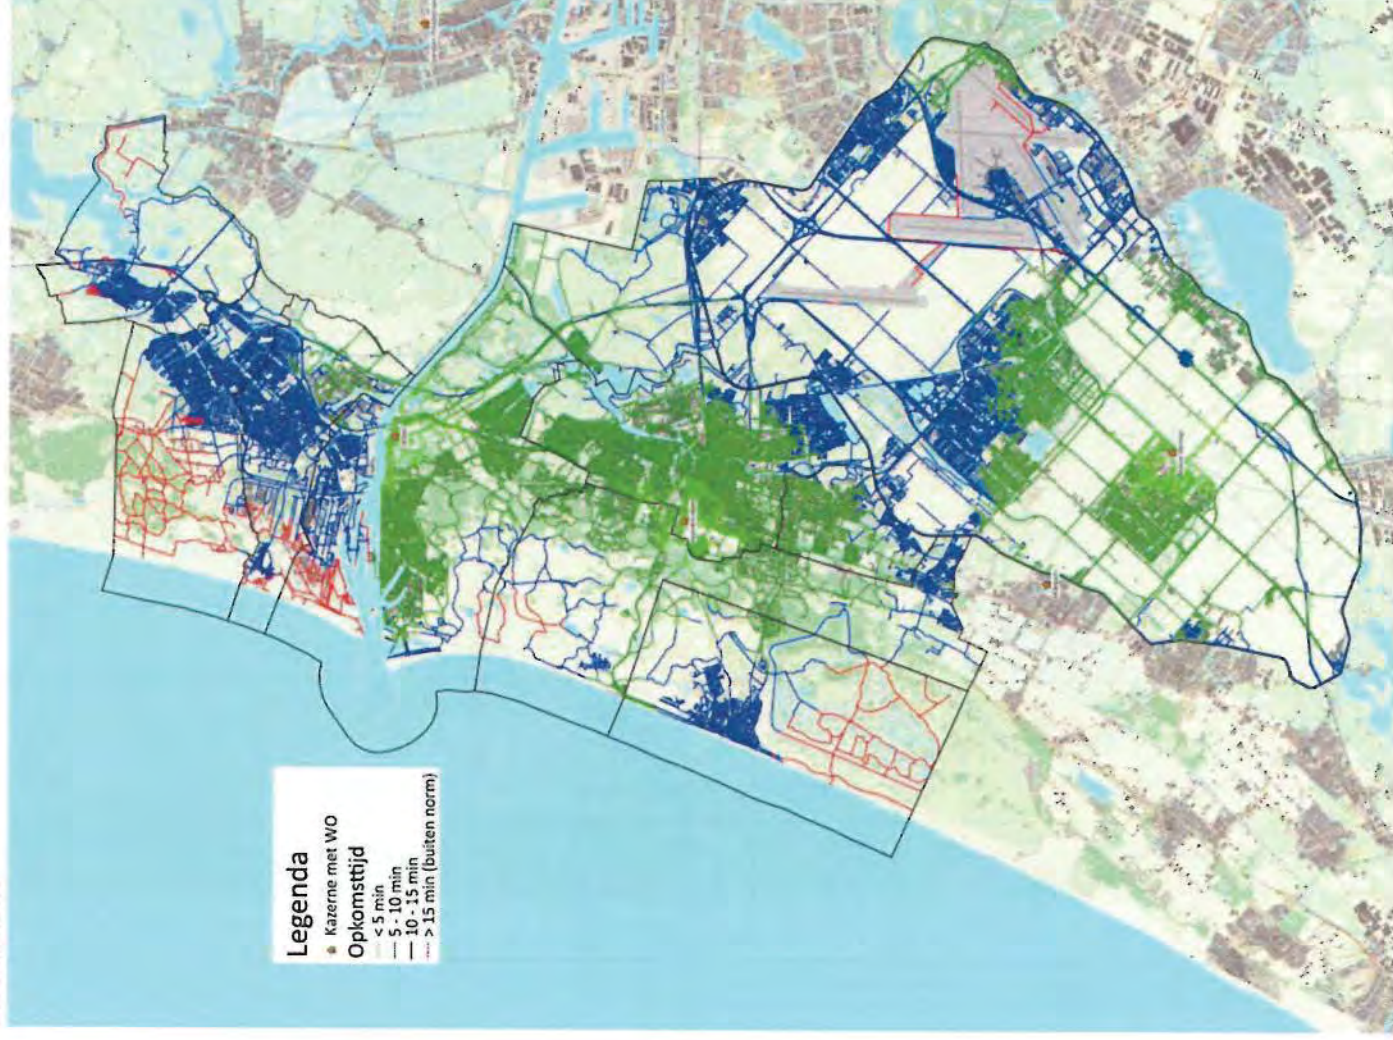 Legenda
Kazerne met WO
Opkomsttijd
< 5 min
5 - 10 min
10 - 15 min
> 15 min (buiten norm)